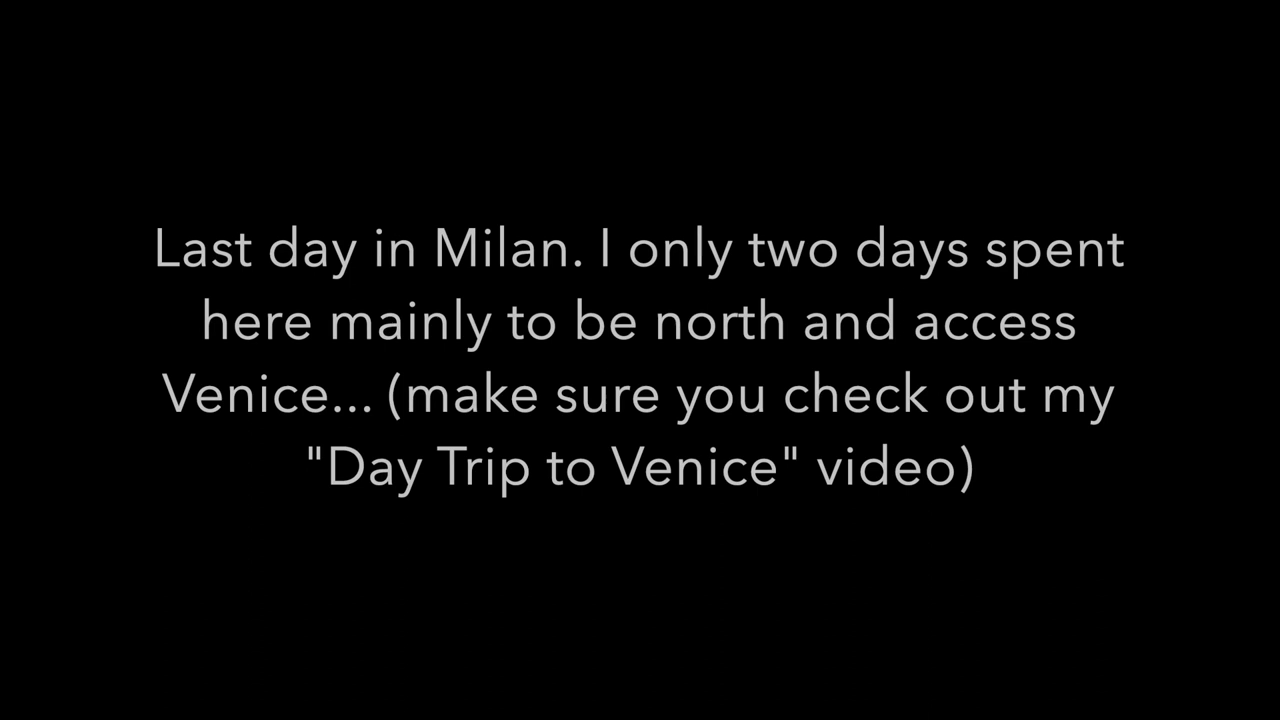 Last day in Milan. I only two days spent
here mainly to be north and access
Venice... (make sure you check out my
"Day Trip to Venice" video)